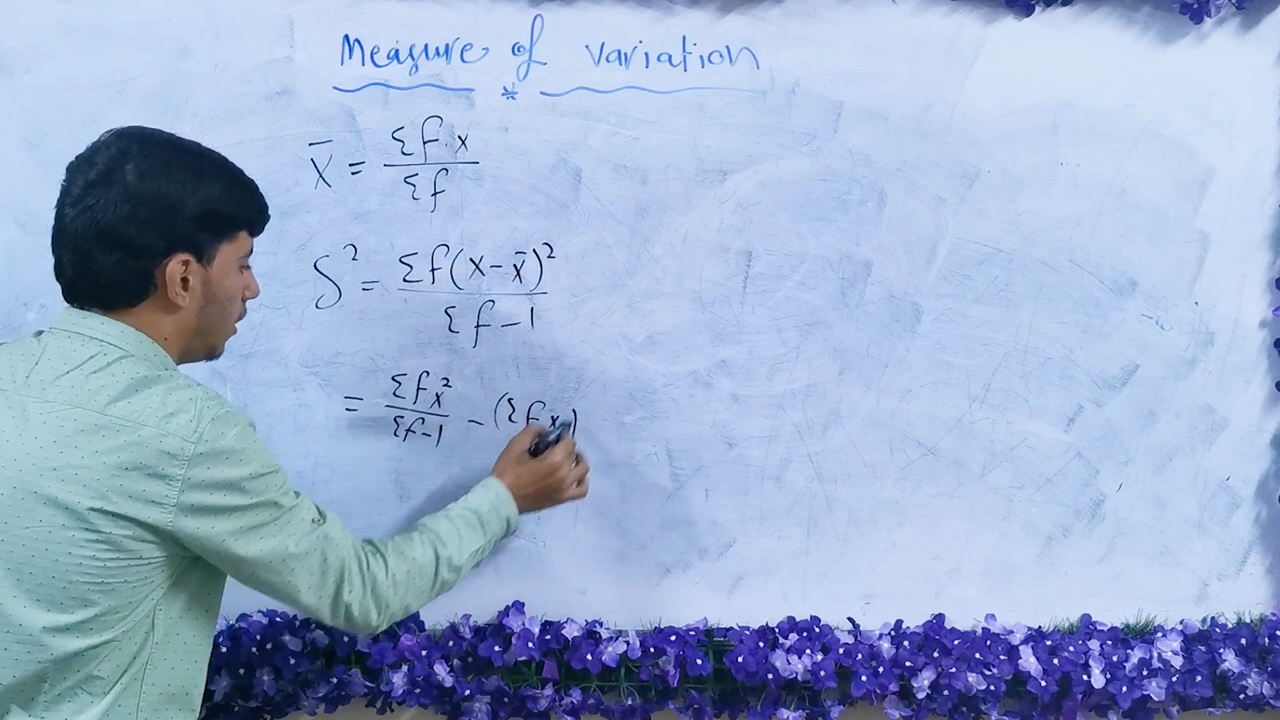 Measure of variation
*
x̄ = Σf·x / Σf
S² = Σf(x-x̄)² / Σf-1
= Σfx² / Σf-1 - (Σfx)